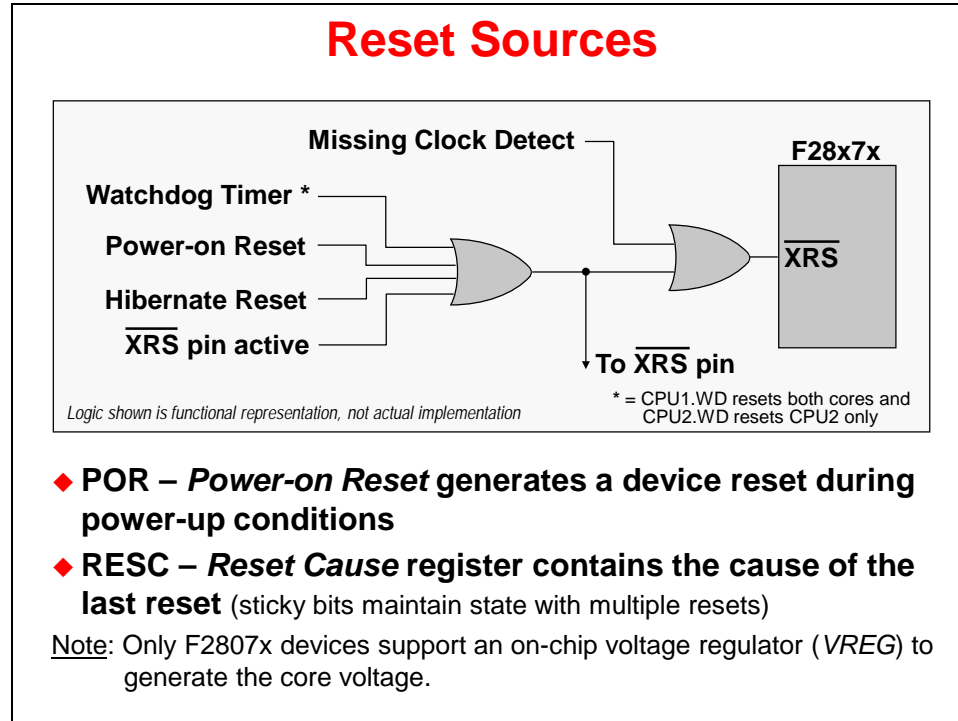 Reset Sources
Missing Clock Detect
F28x7x
Watchdog Timer *
Power-on Reset
Hibernate Reset
XRS pin active
XRS
To XRS pin
* = CPU1.WD resets both cores and
CPU2.WD resets CPU2 only
Logic shown is functional representation, not actual implementation
◆ POR – Power-on Reset generates a device reset during
power-up conditions
◆ RESC – Reset Cause register contains the cause of the
last reset (sticky bits maintain state with multiple resets)
Note: Only F2807x devices support an on-chip voltage regulator (VREG) to
generate the core voltage.